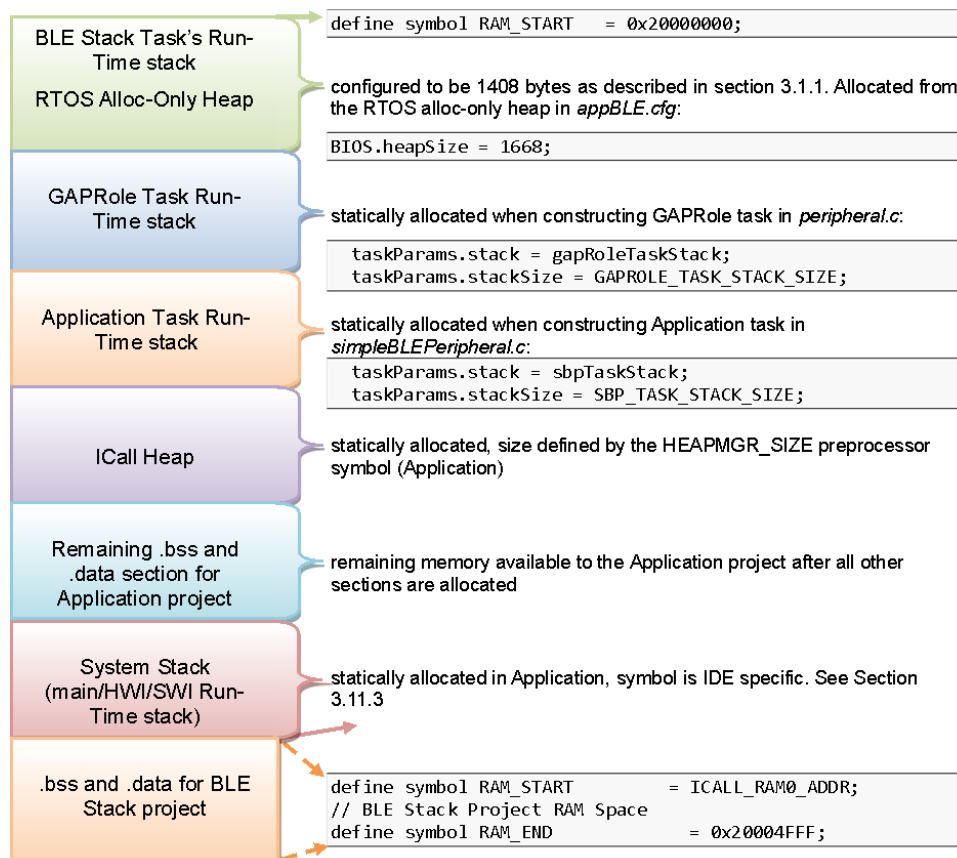 BLE Stack Task's Run-
Time stack
RTOS Alloc-Only Heap
define symbol RAM_START = 0x20000000;
configured to be 1408 bytes as described in section 3.1.1. Allocated from
the RTOS alloc-only heap in appBLE.cfg:
BIOS.heapSize = 1668;
GAPRole Task Run-
Time stack
statically allocated when constructing GAPRole task in peripheral.c:
taskParams.stack = gapRoleTaskStack;
taskParams.stackSize = GAPROLE_TASK_STACK_SIZE;
Application Task Run-
Time stack
statically allocated when constructing Application task in
simpleBLEPeripheral.c:
taskParams.stack = sbpTaskStack;
taskParams.stackSize = SBP_TASK_STACK_SIZE;
ICall Heap
statically allocated, size defined by the HEAPMGR_SIZE preprocessor
symbol (Application)
Remaining .bss and
.data section for
Application project
remaining memory available to the Application project after all other
sections are allocated
System Stack
(main/HWI/SWI Run-
Time stack)
statically allocated in Application, symbol is IDE specific. See Section
3.11.3
.bss and .data for BLE
Stack project
define symbol RAM_START = ICALL_RAM0_ADDR;
// BLE Stack Project RAM Space
define symbol RAM_END = 0x20004FFF;